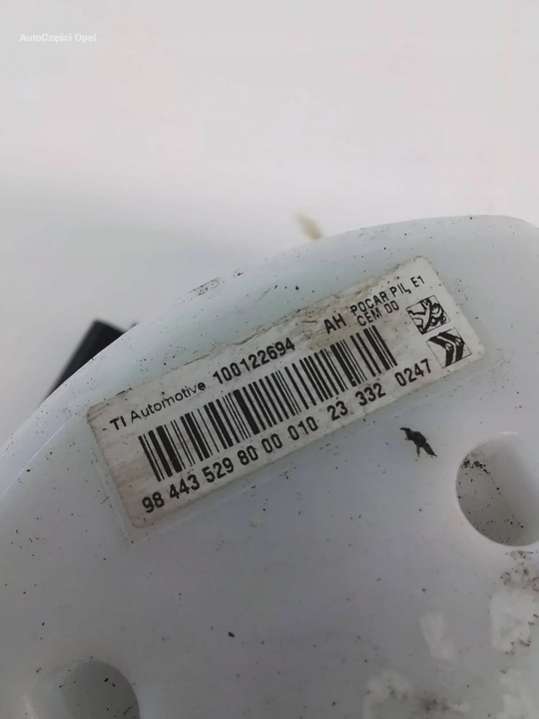 AutoCzęści Opel
TI Automotive 100122694 AH POCAR PIL, E1
CEM D0
98 443 529 80 00 010 23 332 0247